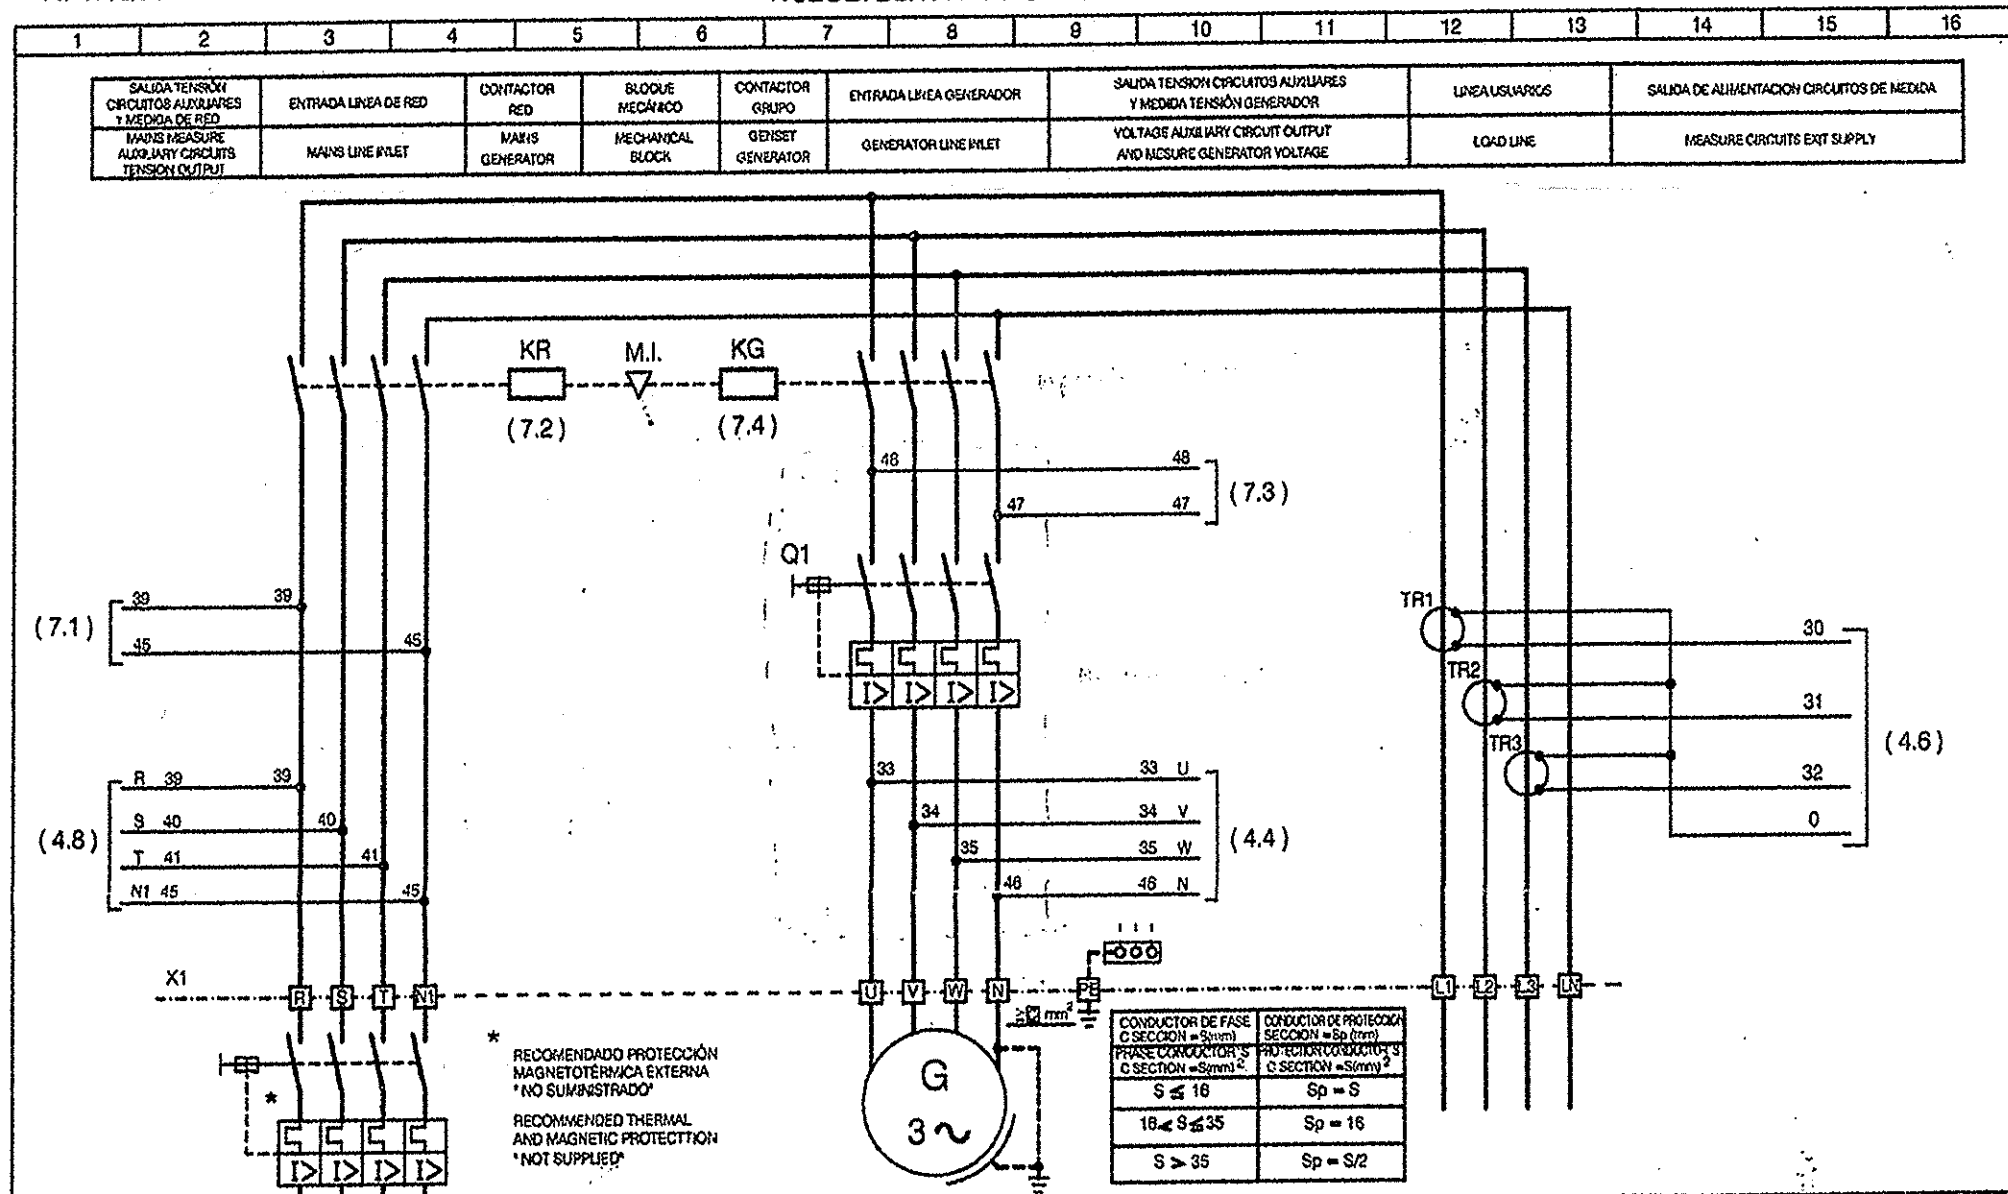 1 2 3 4 5 6 7 8 9 10 11 12 13 14 15 16
SALIDA TENSIÓN
CIRCUITOS AUXILIARES
Y MEDIDA DE RED
ENTRADA LINEA DE RED
CONTACTOR
RED
BLOQUE
MECÁNICO
CONTACTOR
GRUPO
ENTRADA LINEA GENERADOR
SALIDA TENSION CIRCUITOS AUXILIARES
Y MEDIDA TENSIÓN GENERADOR
LINEA USUARIOS
SALIDA DE ALIMENTACION CIRCUITOS DE MEDIDA
MAINS MEASURE
AUXILIARY CIRCUITS
TENSION OUTPUT
MAINS LINE INLET
MAINS
GENERATOR
MECHANICAL
BLOCK
GENSET
GENERATOR
GENERATOR LINE INLET
VOLTAGE AUXILIARY CIRCUIT OUTPUT
AND MESURE GENERATOR VOLTAGE
LOAD LINE
MEASURE CIRCUITS EXIT SUPPLY
KR M.I. KG
(7.2) (7.4)
48 48
(7.3)
47 47
Q1
39 39
(7.1)
45 45
TR1
30
TR2
31
TR3
(4.6)
32
0
I> I> I> I>
R 39 39
S 40 40
(4.8)
T 41 41
N1 45 45
33 33 U
34 34 V
(4.4)
35 35 W
46 46 N
X1
R S T N1 U V W N PE L1 L2 L3 LN
mm²
*
RECOMENDADO PROTECCIÓN
MAGNETOTÉRMICA EXTERNA
"NO SUMINISTRADO"
RECOMMENDED THERMAL
AND MAGNETIC PROTECTTION
"NOT SUPPLIED"
*
I> I> I> I>
G
3~
CONDUCTOR DE FASE
C SECCION =S(mm)
CONDUCTOR DE PROTECCION
SECCION =Sp (mm)
PHASE CONDUCTOR´S
C SECTION =S(mm)²
PROTECTION CONDUCTOR´S
C SECTION =S(mm)²
S ≤ 16 Sp = S
16 < S ≤ 35 Sp = 16
S > 35 Sp = S/2